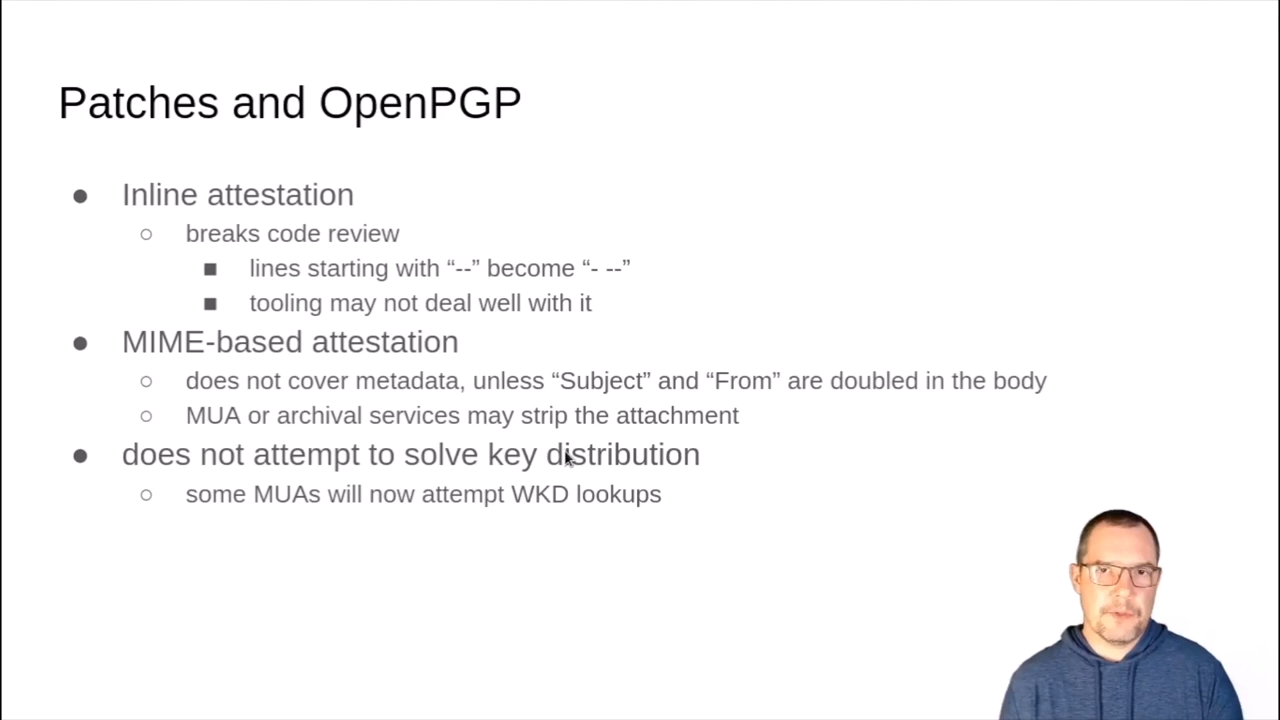 Patches and OpenPGP
● Inline attestation
○ breaks code review
■ lines starting with “--” become “- --”
■ tooling may not deal well with it
● MIME-based attestation
○ does not cover metadata, unless “Subject” and “From” are doubled in the body
○ MUA or archival services may strip the attachment
● does not attempt to solve key distribution
○ some MUAs will now attempt WKD lookups